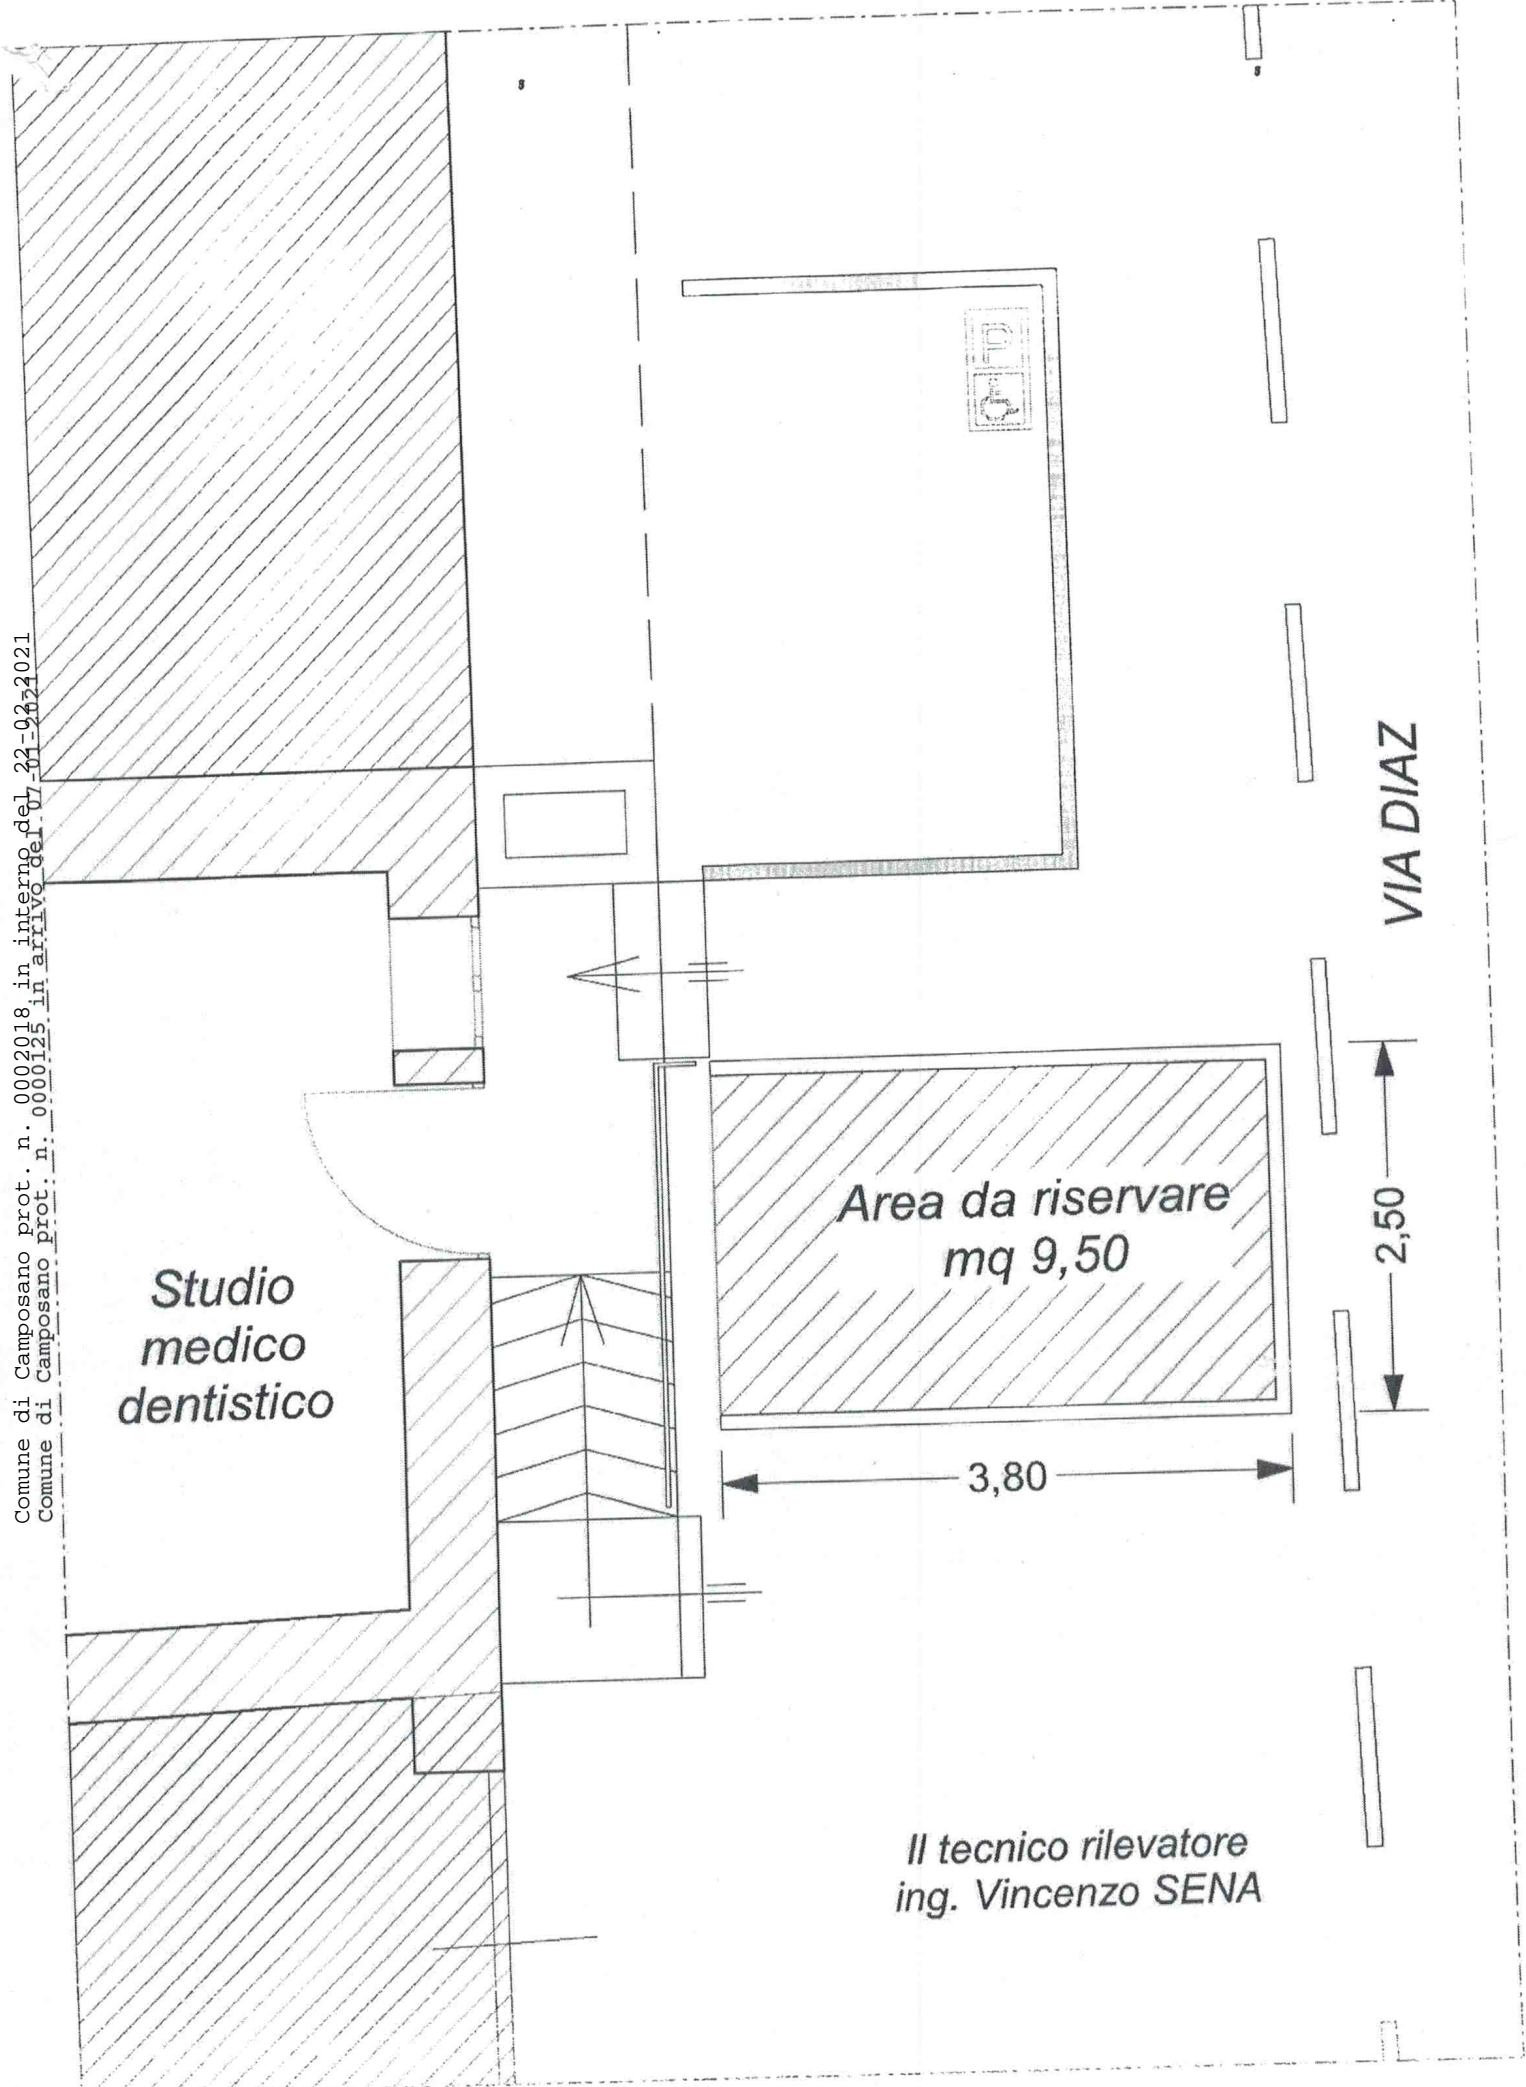 Comune di Camposano prot. n. 0002018 in interno del 22-02-2021
Comune di Camposano prot. n. 0000125 in arrivo del 07-01-2021
VIA DIAZ
Area da riservare
mq 9,50
2,50
3,80
Studio
medico
dentistico
Il tecnico rilevatore
ing. Vincenzo SENA